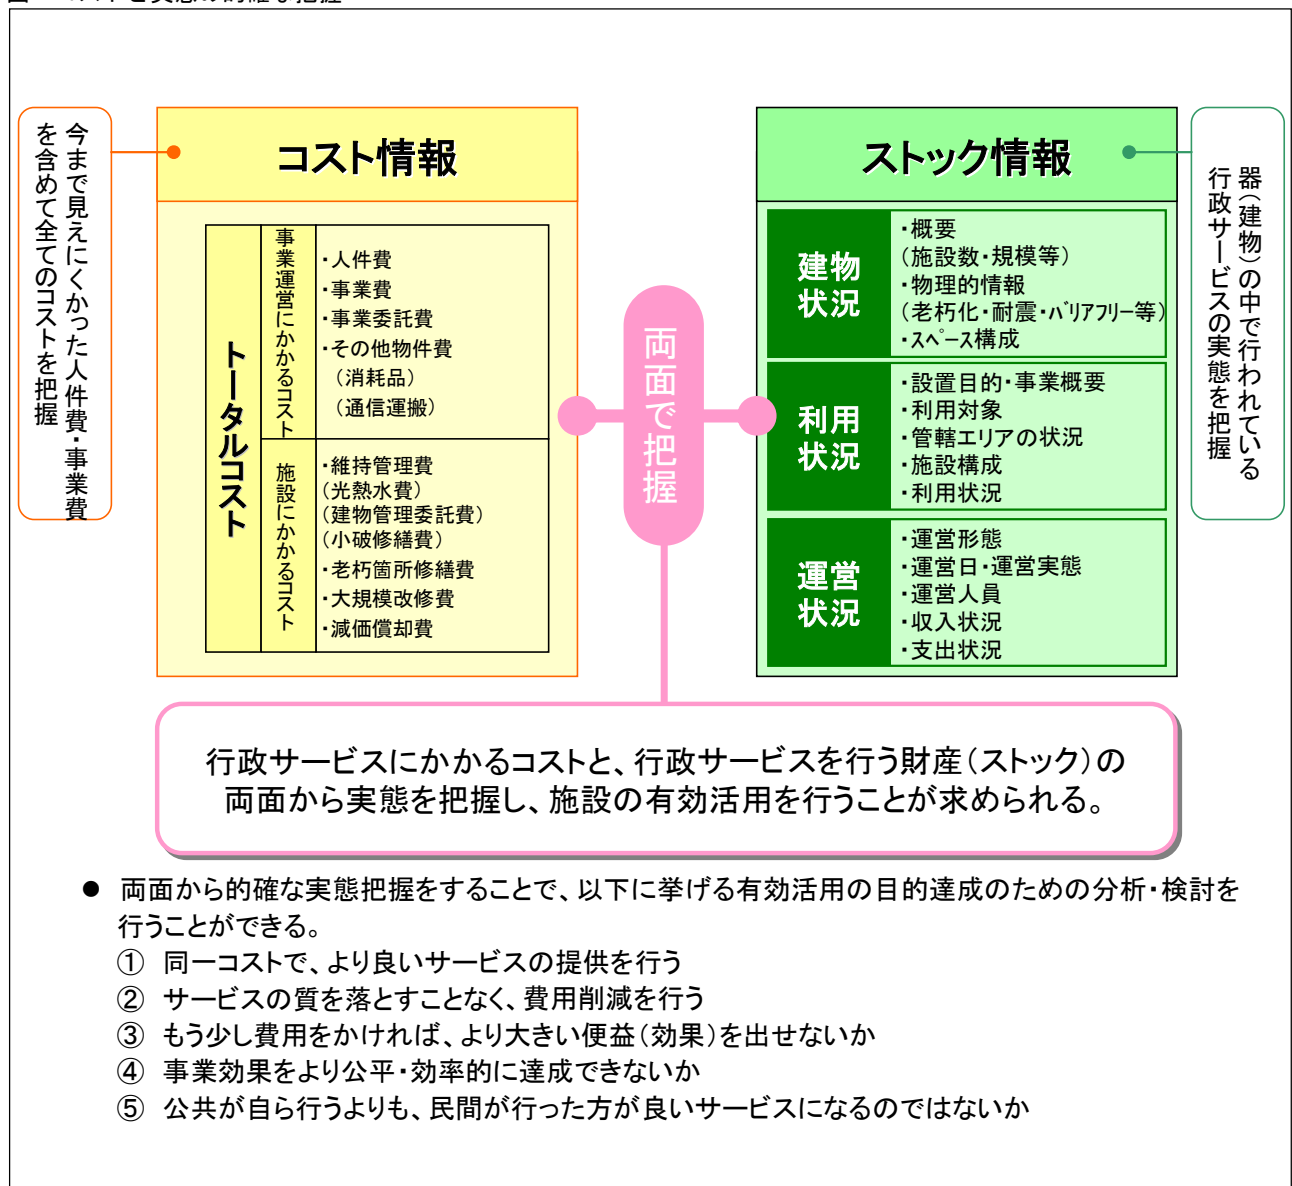 今まで見えにくかった人件費・事業費
を含めて全てのコストを把握
コスト情報
トータルコスト
事業運営にかかるコスト
・人件費
・事業費
・事業委託費
・その他物件費
（消耗品）
（通信運搬）
施設にかかるコスト
・維持管理費
（光熱水費）
（建物管理委託費）
（小破修繕費）
・老朽箇所修繕費
・大規模改修費
・減価償却費
両面で把握
ストック情報
建物
状況
・概要
（施設数・規模等）
・物理的情報
（老朽化・耐震・ﾊﾞﾘｱﾌﾘｰ等）
・ｽﾍﾟｰｽ構成
利用
状況
・設置目的・事業概要
・利用対象
・管轄エリアの状況
・施設構成
・利用状況
運営
状況
・運営形態
・運営日・運営実態
・運営人員
・収入状況
・支出状況
器（建物）の中で行われている
行政サービスの実態を把握
行政サービスにかかるコストと、行政サービスを行う財産（ストック）の
両面から実態を把握し、施設の有効活用を行うことが求められる。
● 両面から的確な実態把握をすることで、以下に挙げる有効活用の目的達成のための分析・検討を
行うことができる。
① 同一コストで、より良いサービスの提供を行う
② サービスの質を落とすことなく、費用削減を行う
③ もう少し費用をかければ、より大きい便益（効果）を出せないか
④ 事業効果をより公平・効率的に達成できないか
⑤ 公共が自ら行うよりも、民間が行った方が良いサービスになるのではないか